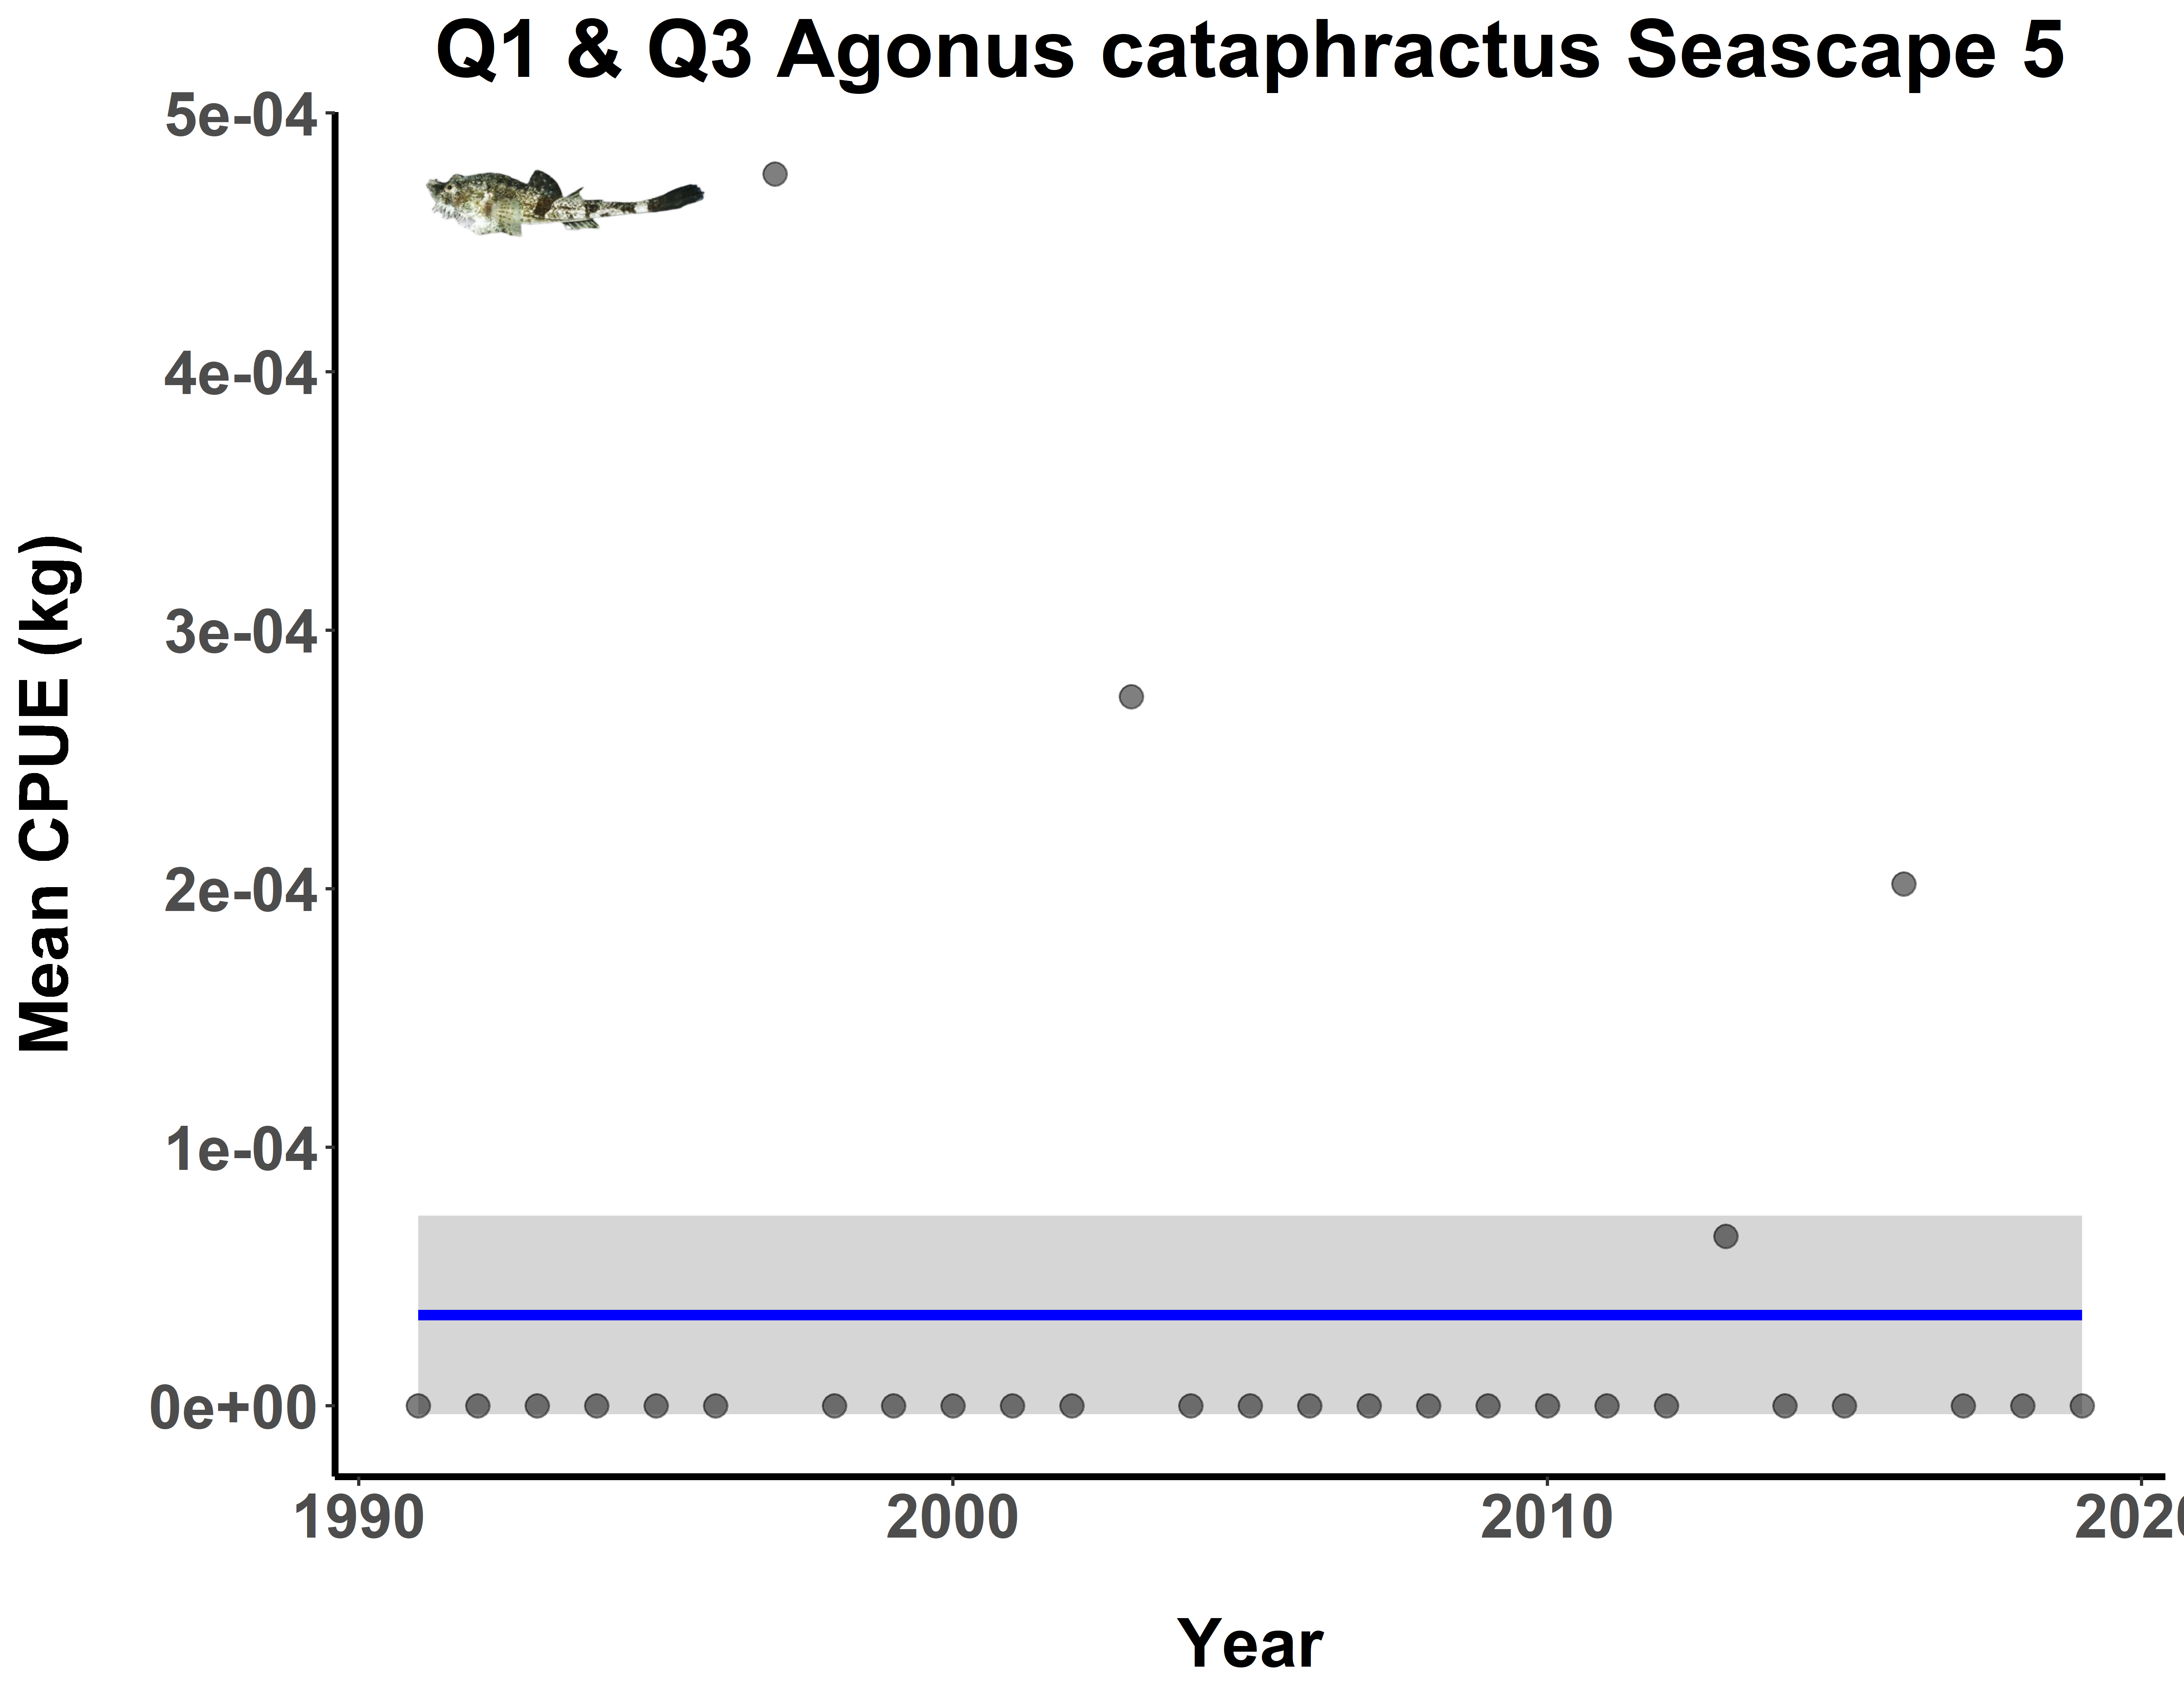 Q1 & Q3 Agonus cataphractus Seascape 5
5e-04
4e-04
3e-04
2e-04
1e-04
0e+00
Mean CPUE (kg)
1990 2000 2010 202
Year